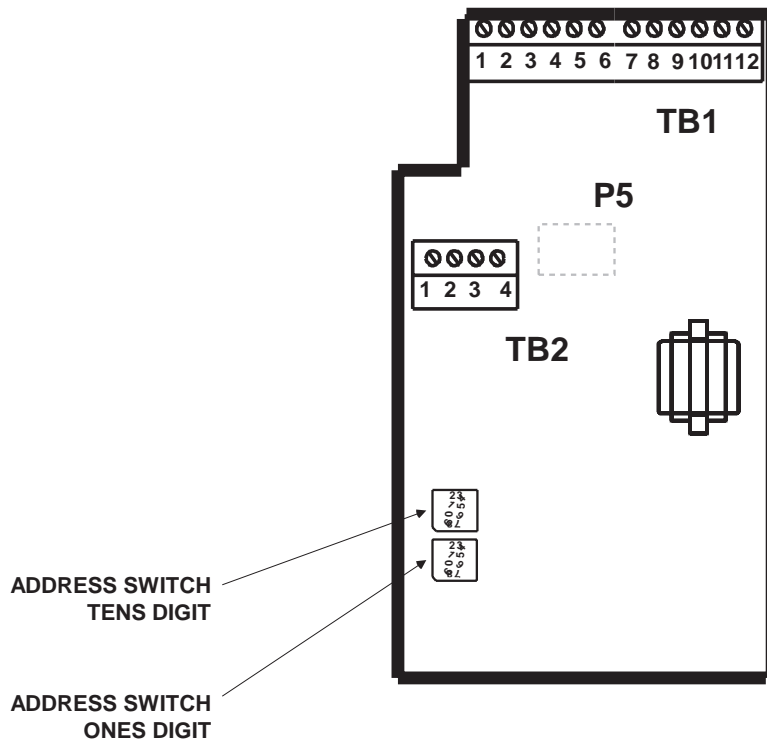 1 2 3 4 5 6 7 8 9 10 11 12
TB1
P5
1 2 3 4
TB2
ADDRESS SWITCH
TENS DIGIT
ADDRESS SWITCH
ONES DIGIT